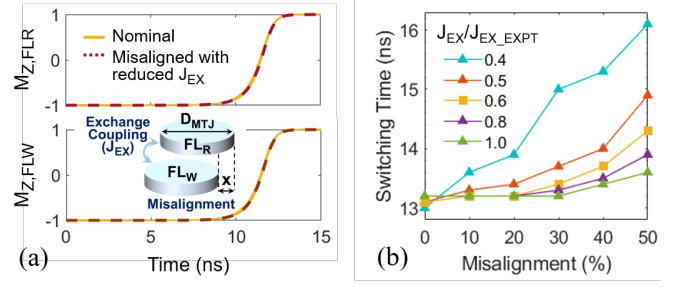 M_Z,FLR
1
0
-1
Nominal
Misaligned with
reduced J_EX
M_Z,FLW
1
0
-1
Exchange
Coupling
(J_EX)
D_MTJ
FL_R
FL_W
x
Misalignment
0
5
10
15
Time (ns)
(a)
Switching Time (ns)
16
15
14
13
J_EX/J_EX_EXPT
0.4
0.5
0.6
0.8
1.0
0
10
20
30
40
50
Misalignment (%)
(b)